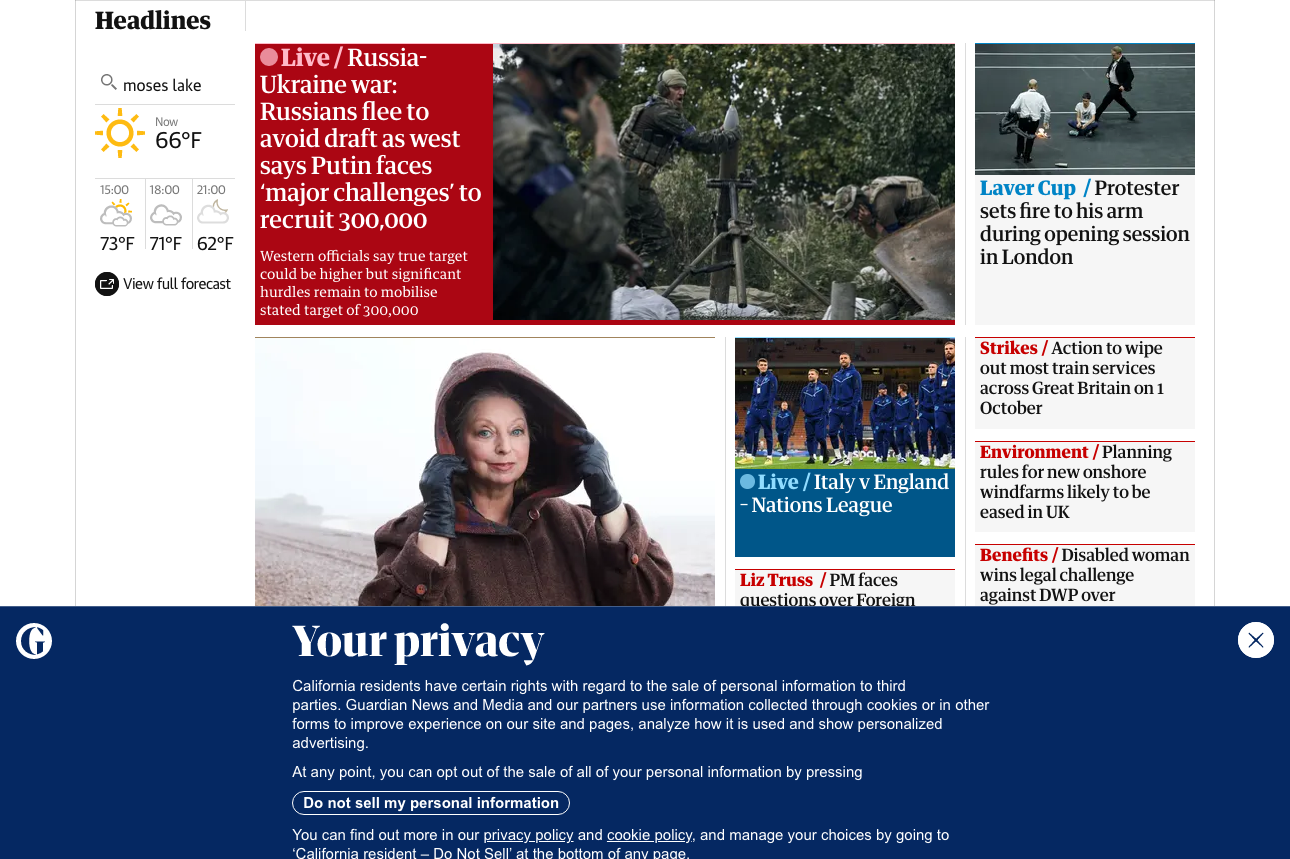 Headlines
moses lake
Now
66°F
15:00
18:00
21:00
73°F
71°F
62°F
View full forecast
Live / Russia-
Ukraine war:
Russians flee to
avoid draft as west
says Putin faces
‘major challenges’ to
recruit 300,000
Western officials say true target
could be higher but significant
hurdles remain to mobilise
stated target of 300,000
Laver Cup / Protester
sets fire to his arm
during opening session
in London
Live / Italy v England
– Nations League
Liz Truss / PM faces
questions over Foreign
Strikes / Action to wipe
out most train services
across Great Britain on 1
October
Environment / Planning
rules for new onshore
windfarms likely to be
eased in UK
Benefits / Disabled woman
wins legal challenge
against DWP over
Your privacy
California residents have certain rights with regard to the sale of personal information to third
parties. Guardian News and Media and our partners use information collected through cookies or in other
forms to improve experience on our site and pages, analyze how it is used and show personalized
advertising.
At any point, you can opt out of the sale of all of your personal information by pressing
Do not sell my personal information
You can find out more in our privacy policy and cookie policy, and manage your choices by going to
‘California resident – Do Not Sell’ at the bottom of any page.